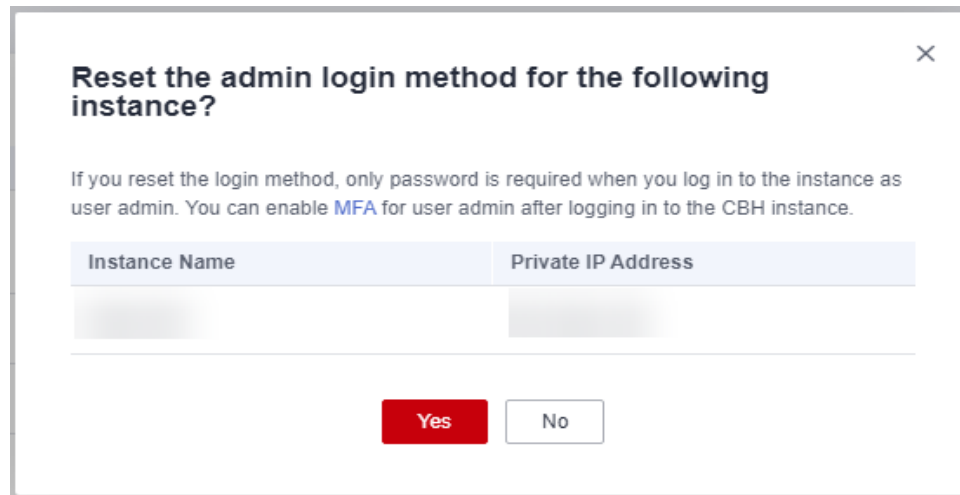 Reset the admin login method for the following
instance?
If you reset the login method, only password is required when you log in to the instance as
user admin. You can enable MFA for user admin after logging in to the CBH instance.
Instance Name Private IP Address
Yes No